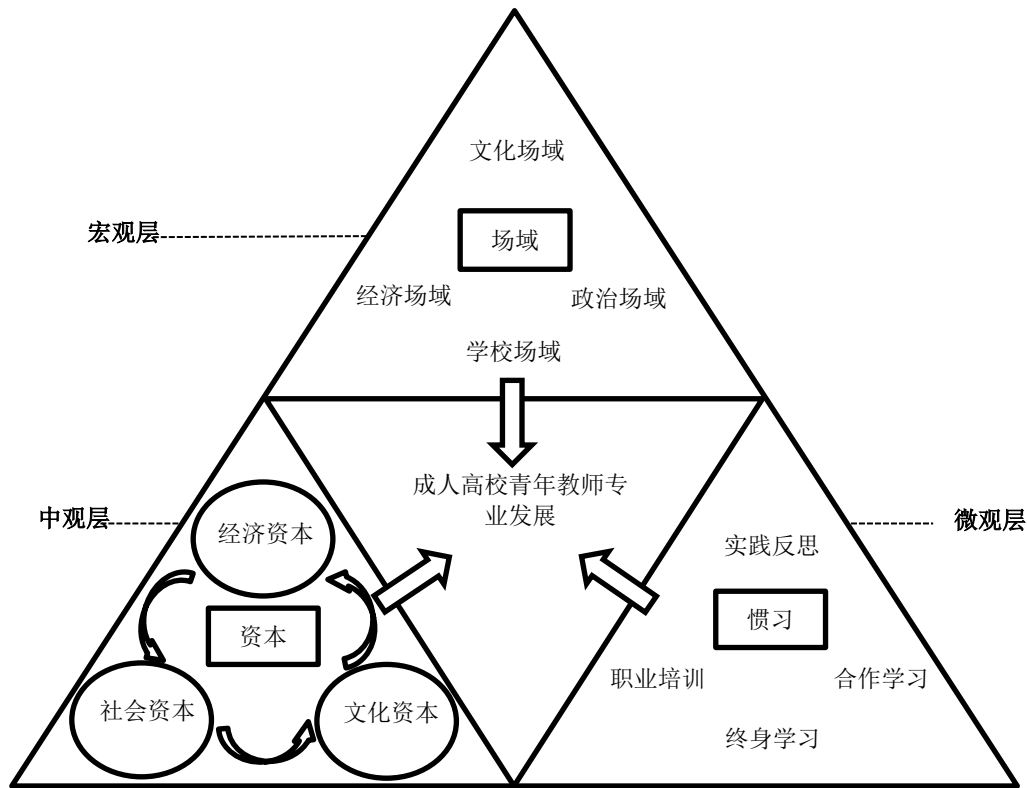 文化场域
宏观层
场域
经济场域
政治场域
学校场域
成人高校青年教师专
业发展
中观层
微观层
经济资本
实践反思
资本
惯习
职业培训
合作学习
社会资本
文化资本
终身学习